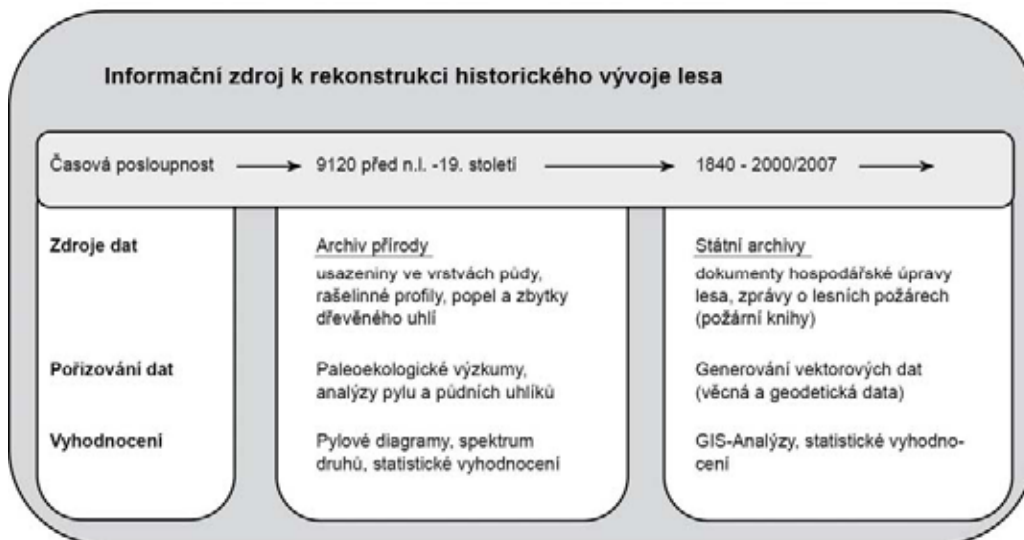 Informační zdroj k rekonstrukci historického vývoje lesa
Časová posloupnost
9120 před n.l. -19. století
1840 - 2000/2007
Zdroje dat
Archiv přírody
usazeniny ve vrstvách půdy,
rašelinné profily, popel a zbytky
dřevěného uhlí
Státní archivy
dokumenty hospodářské úpravy
lesa, zprávy o lesních požárech
(požární knihy)
Pořizování dat
Paleoekologické výzkumy,
analýzy pylu a půdních uhlíků
Generování vektorových dat
(věcná a geodetická data)
Vyhodnocení
Pylové diagramy, spektrum
druhů, statistické vyhodnocení
GIS-Analýzy, statistické vyhodno-
cení